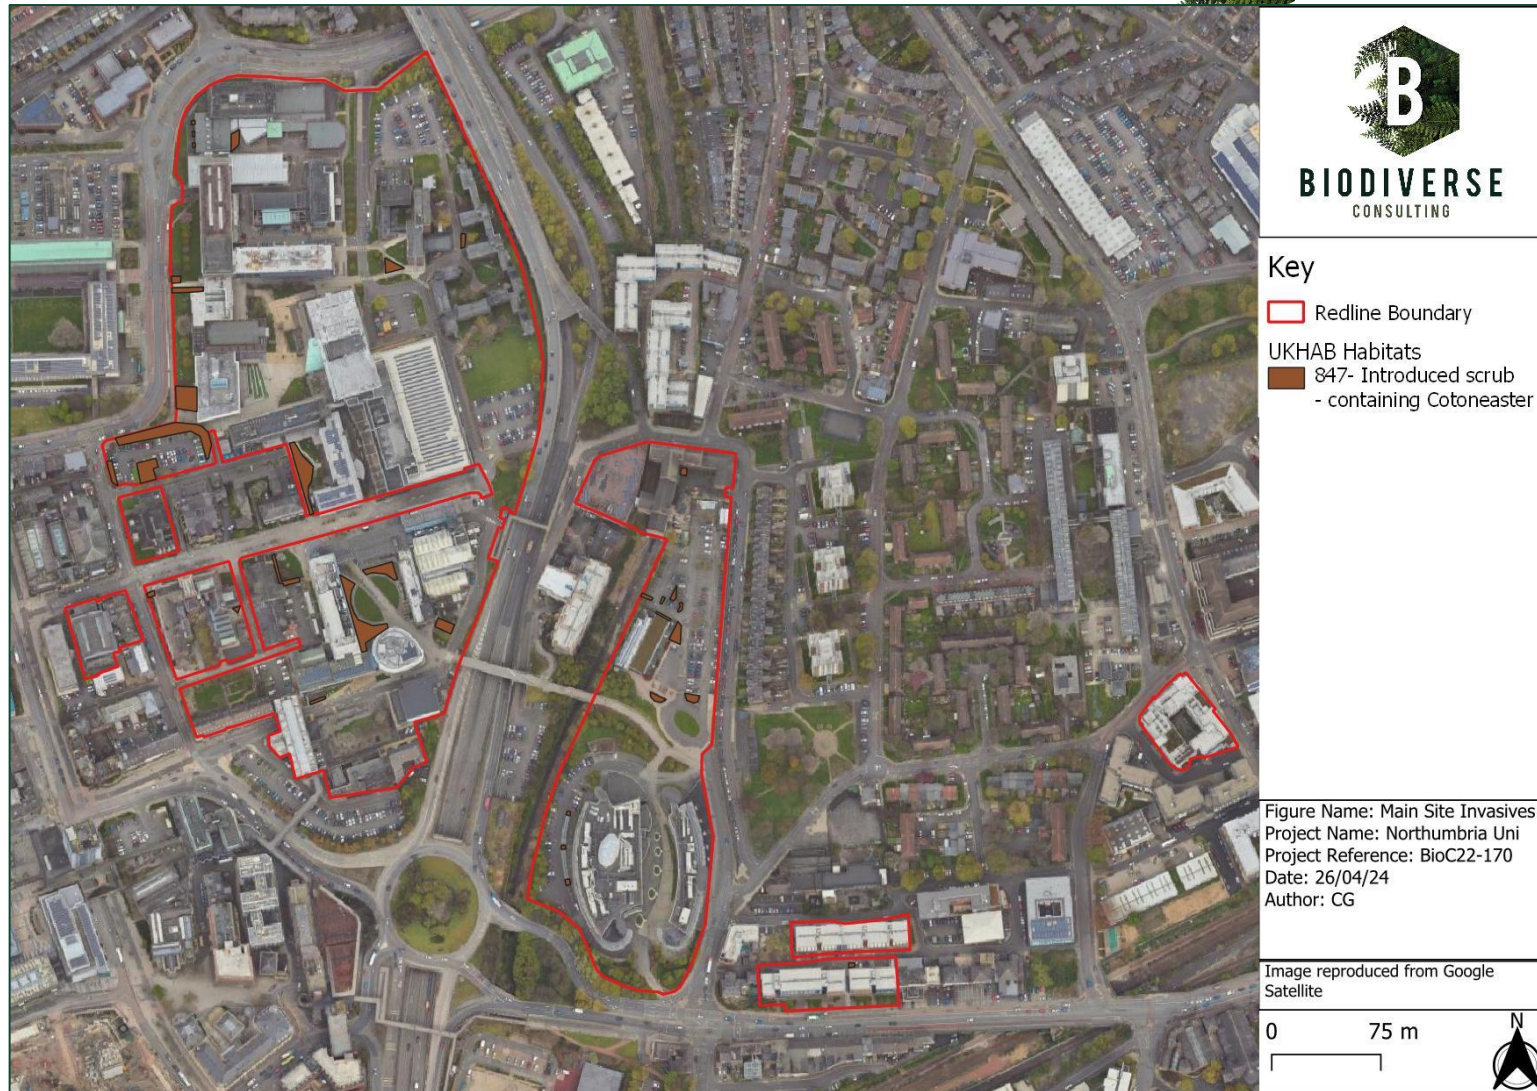 B
BIODIVERSE
CONSULTING
Key
Redline Boundary
UKHAB Habitats
847- Introduced scrub
- containing Cotoneaster
Figure Name: Main Site Invasives
Project Name: Northumbria Uni
Project Reference: BioC22-170
Date: 26/04/24
Author: CG
Image reproduced from Google
Satellite
0 75 m
N